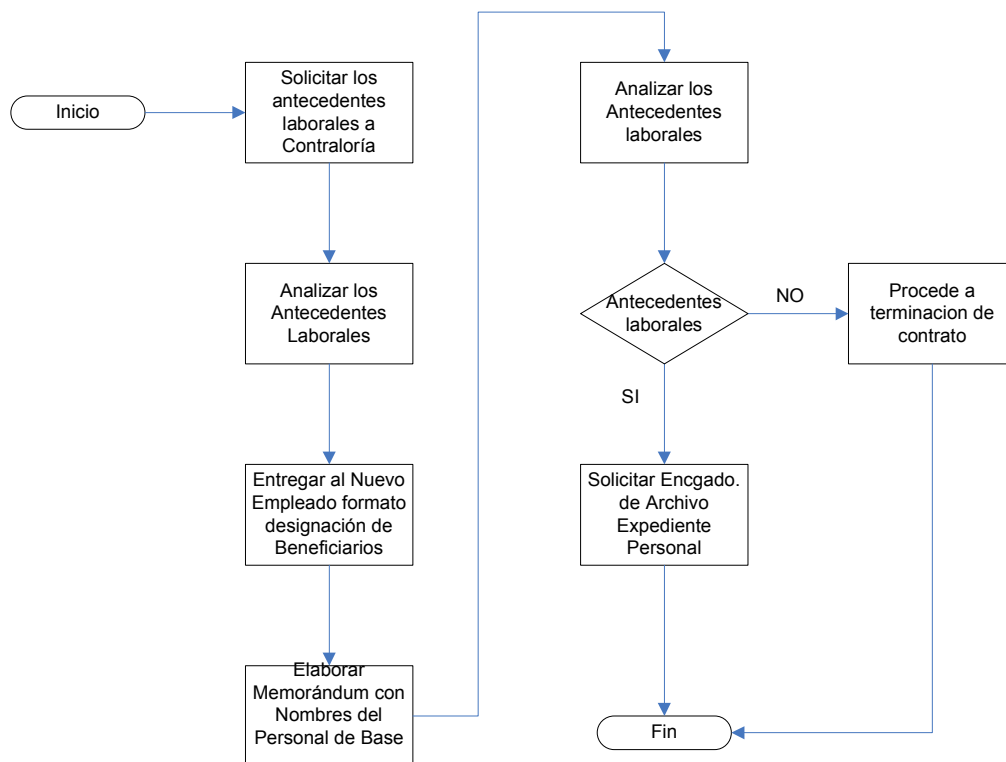 Inicio
Solicitar los
antecedentes
laborales a
Contraloría
Analizar los
Antecedentes
Laborales
Entregar al Nuevo
Empleado formato
designación de
Beneficiarios
Elaborar
Memorándum con
Nombres del
Personal de Base
Analizar los
Antecedentes
laborales
Antecedentes
laborales
NO
Procede a
terminacion de
contrato
SI
Solicitar Encgado.
de Archivo
Expediente
Personal
Fin